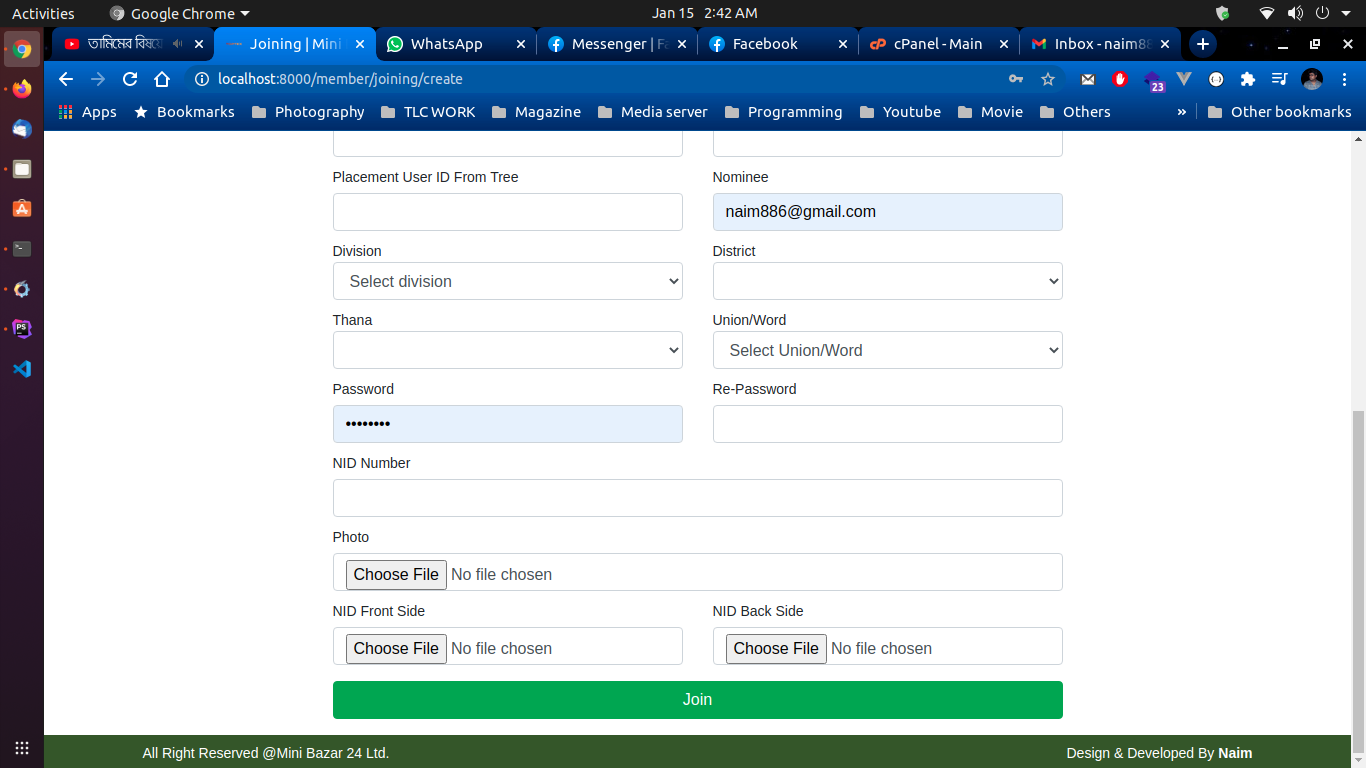 Activities Google Chrome Jan 15 2:42 AM
তামিমের বিষয়ে Joining | Mini WhatsApp Messenger | Fa Facebook cPanel - Main Inbox - naim88
localhost:8000/member/joining/create 23
Apps Bookmarks Photography TLC WORK Magazine Media server Programming Youtube Movie Others » Other bookmarks
Placement User ID From Tree Nominee
naim886@gmail.com
Division District
Select division
Thana Union/Word
Select Union/Word
Password Re-Password
••••••••
NID Number
Photo
Choose File No file chosen
NID Front Side NID Back Side
Choose File No file chosen Choose File No file chosen
Join
All Right Reserved @Mini Bazar 24 Ltd. Design & Developed By Naim